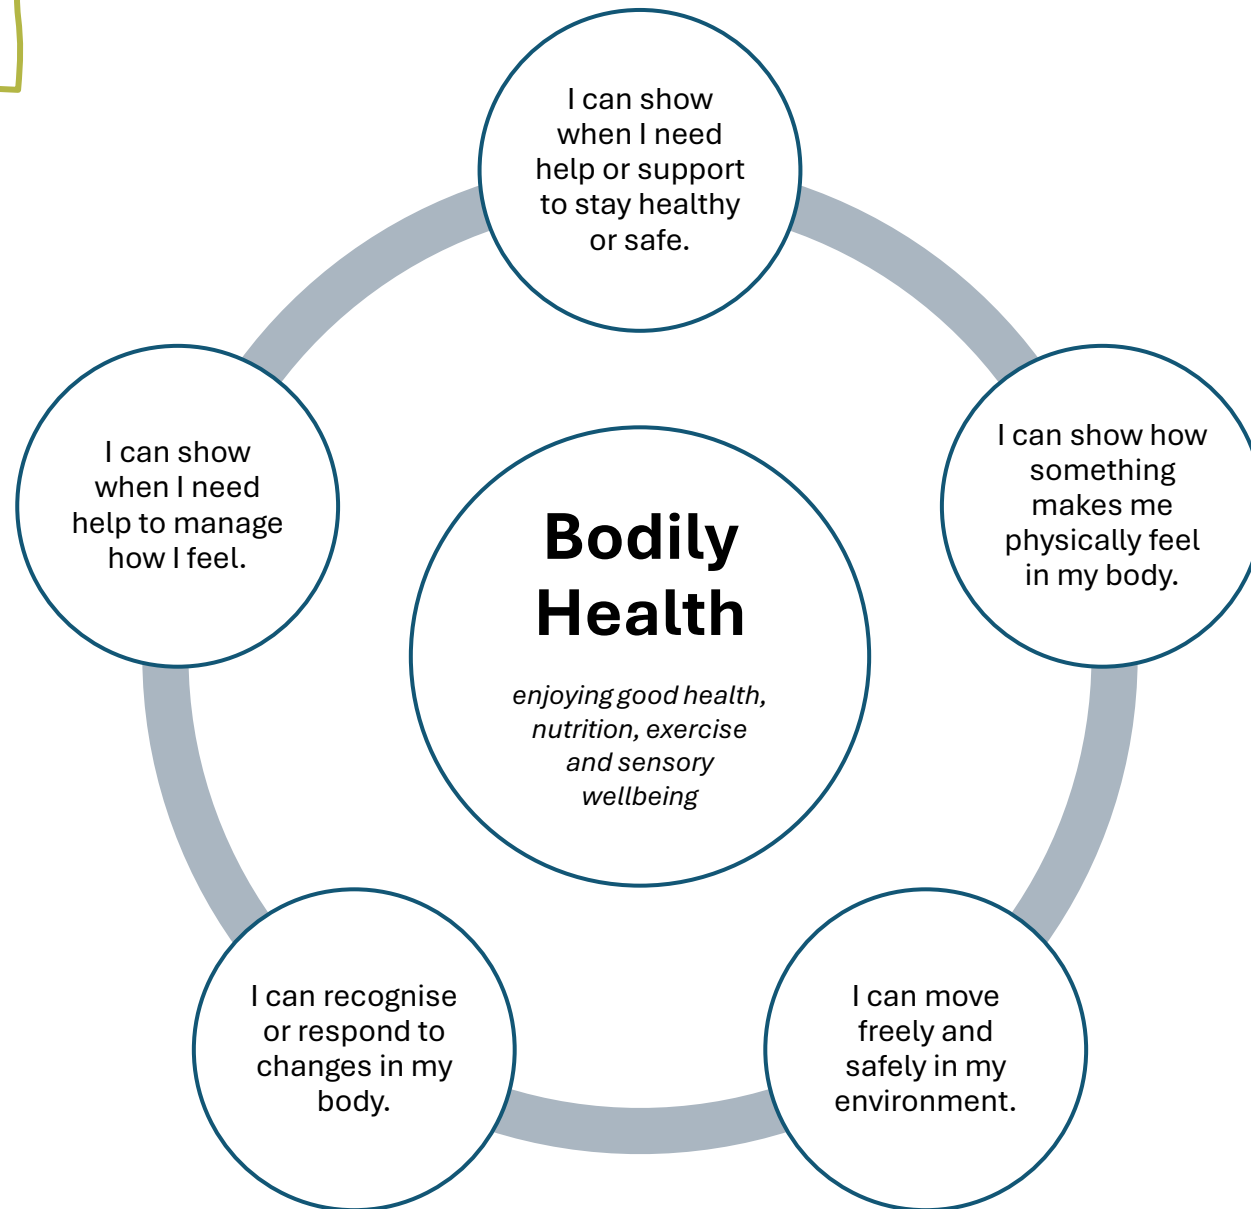 I can show
when I need
help or support
to stay healthy
or safe.
I can show how
something
makes me
physically feel
in my body.
I can move
freely and
safely in my
environment.
I can recognise
or respond to
changes in my
body.
I can show
when I need
help to manage
how I feel.
Bodily
Health
enjoying good health,
nutrition, exercise
and sensory
wellbeing